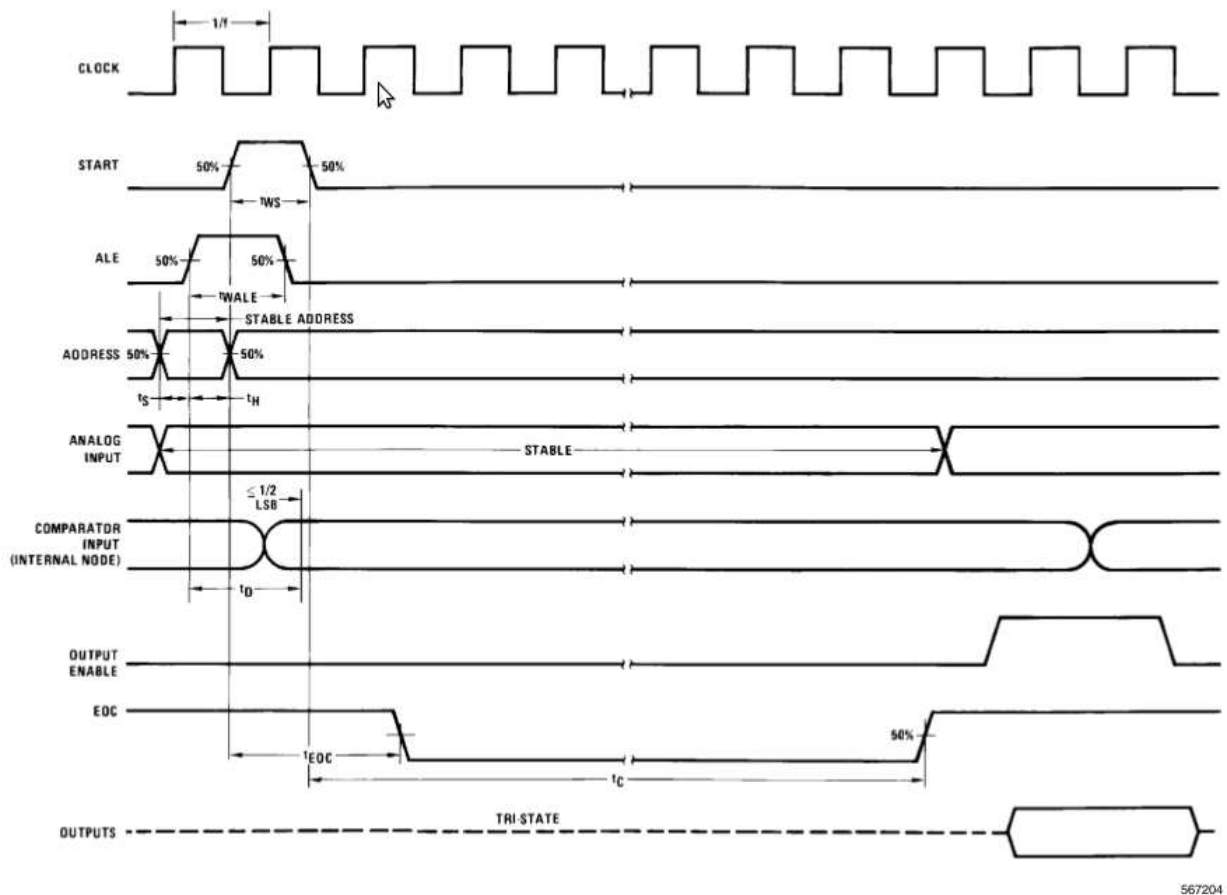 1/f
CLOCK
START
50%
50%
tWS
ALE
50%
50%
tWALE
STABLE ADDRESS
ADDRESS
50%
50%
tS
tH
ANALOG
INPUT
STABLE
≤ 1/2
LSB
COMPARATOR
INPUT
(INTERNAL NODE)
tD
OUTPUT
ENABLE
EOC
50%
tEOC
tC
OUTPUTS
TRI-STATE
567204